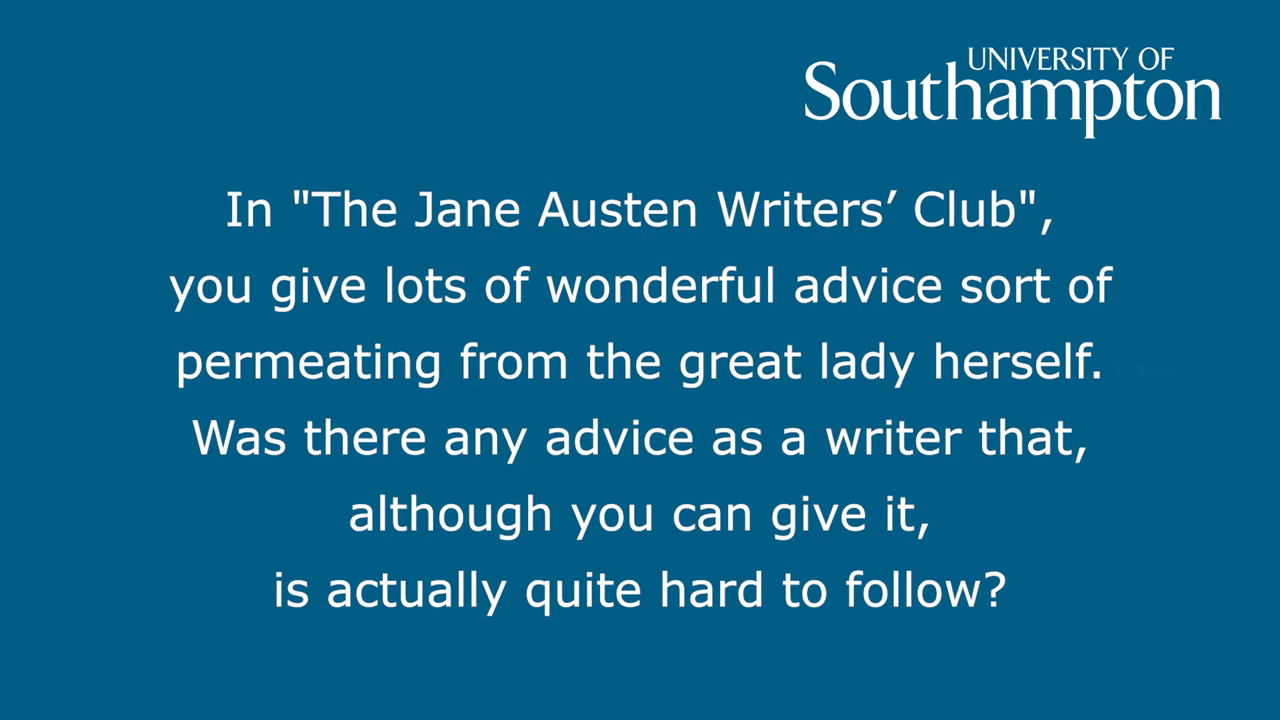 UNIVERSITY OF
Southampton
In "The Jane Austen Writers’ Club",
you give lots of wonderful advice sort of
permeating from the great lady herself.
Was there any advice as a writer that,
although you can give it,
is actually quite hard to follow?